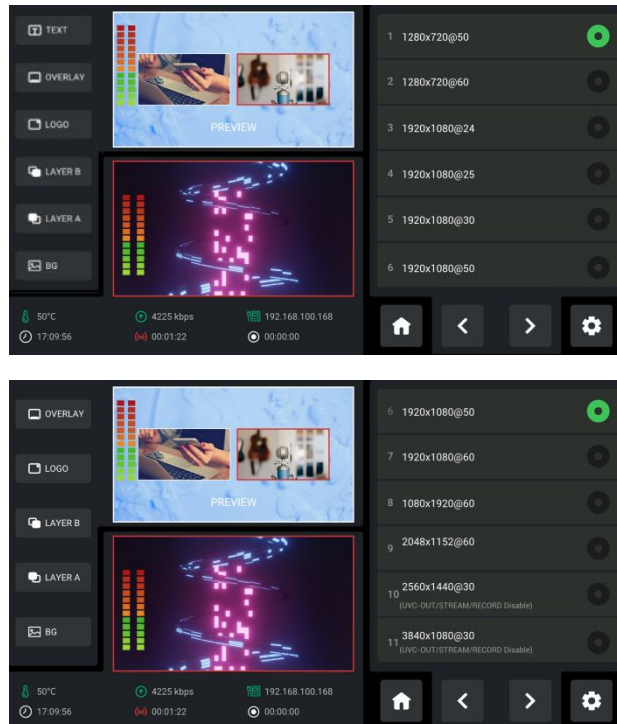 TEXT
OVERLAY
LOGO
LAYER B
LAYER A
BG
PREVIEW
50°C
4225 kbps
192.168.100.168
17:09:56
00:01:22
00:00:00
1 1280x720@50
2 1280x720@60
3 1920x1080@24
4 1920x1080@25
5 1920x1080@30
6 1920x1080@50
OVERLAY
LOGO
LAYER B
LAYER A
BG
PREVIEW
50°C
4225 kbps
192.168.100.168
17:09:56
00:01:22
00:00:00
6 1920x1080@50
7 1920x1080@60
8 1080x1920@60
9 2048x1152@60
10 2560x1440@30
(UVC-OUT/STREAM/RECORD Disable)
11 3840x1080@30
(UVC-OUT/STREAM/RECORD Disable)